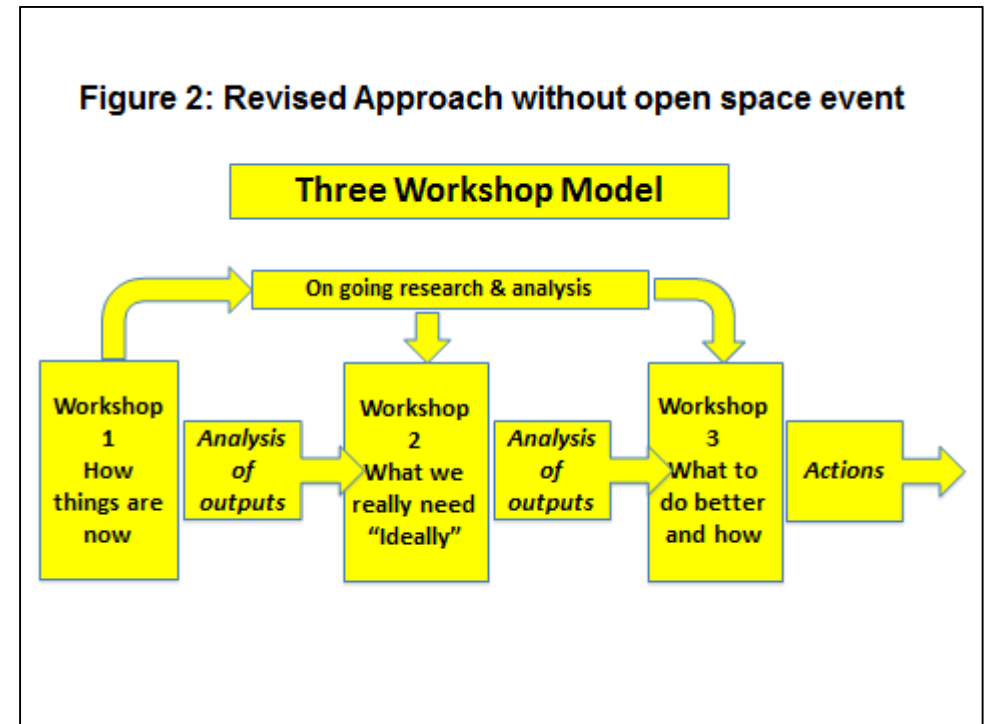 Figure 2: Revised Approach without open space event
Three Workshop Model
On going research & analysis
Workshop
1
How
things are
now
Analysis
of
outputs
Workshop
2
What we
really need
“Ideally”
Analysis
of
outputs
Workshop
3
What to
do better
and how
Actions